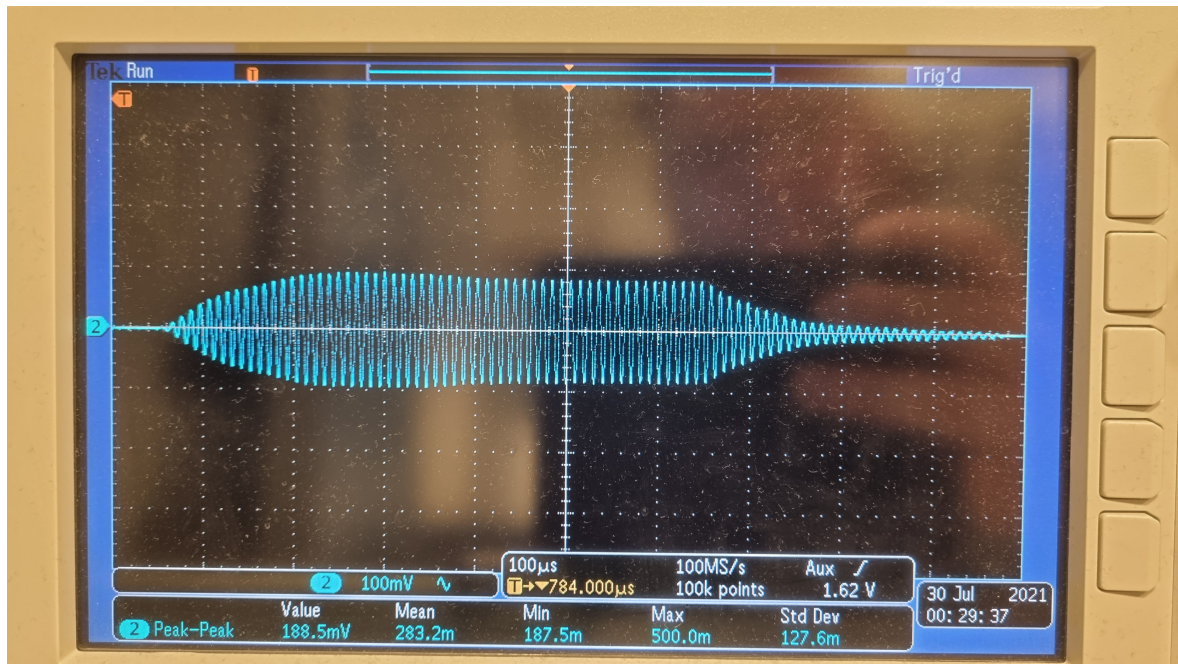 Tek Run Trig'd
T
T
2
2 100mV
100µs 100MS/s Aux
T→▼784.000µs 100k points 1.62 V
Value Mean Min Max Std Dev
2 Peak-Peak 188.5mV 283.2m 187.5m 500.0m 127.6m
30 Jul 2021
00:29:37